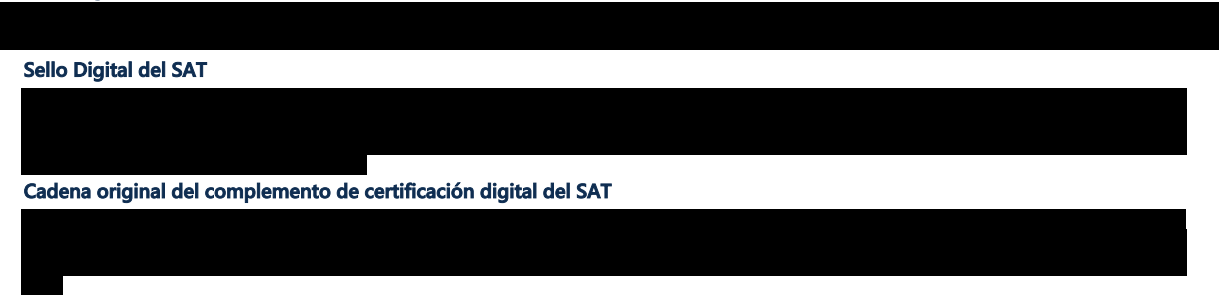 Sello Digital del SAT
Cadena original del complemento de certificación digital del SAT